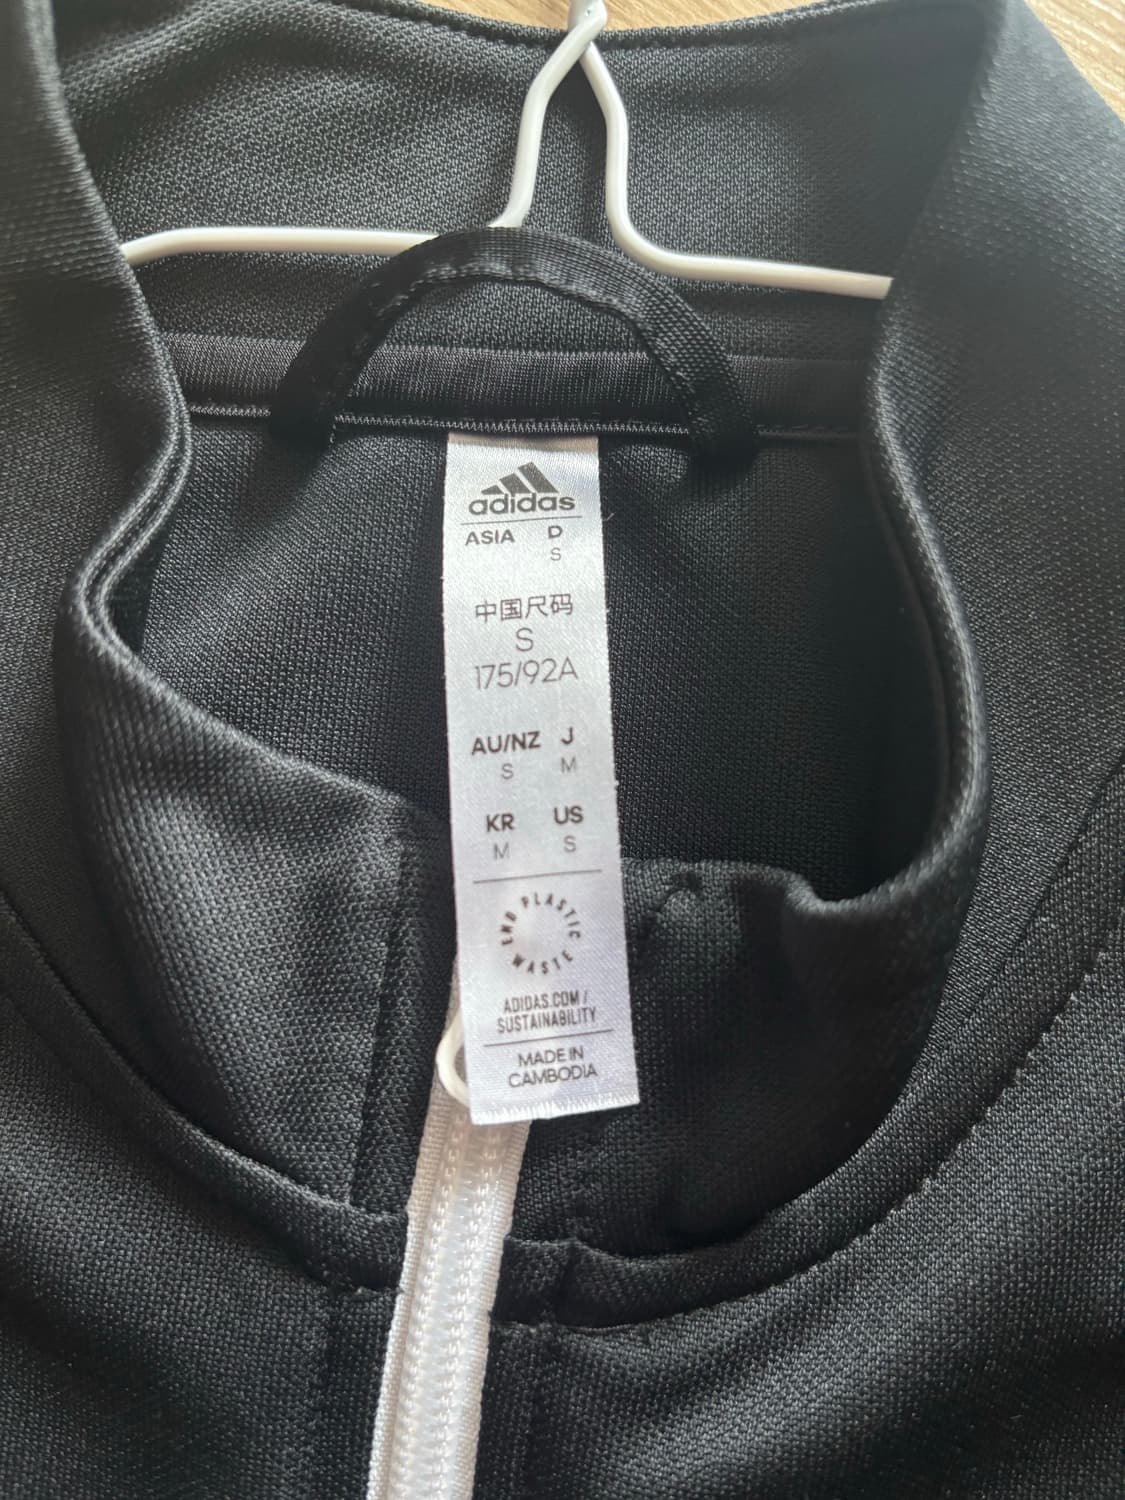 adidas
ASIA D
S
中国尺码
S
175/92A
AU/NZ J
S M
KR US
M S
END PLASTIC WASTE
ADIDAS.COM/
SUSTAINABILITY
MADE IN
CAMBODIA